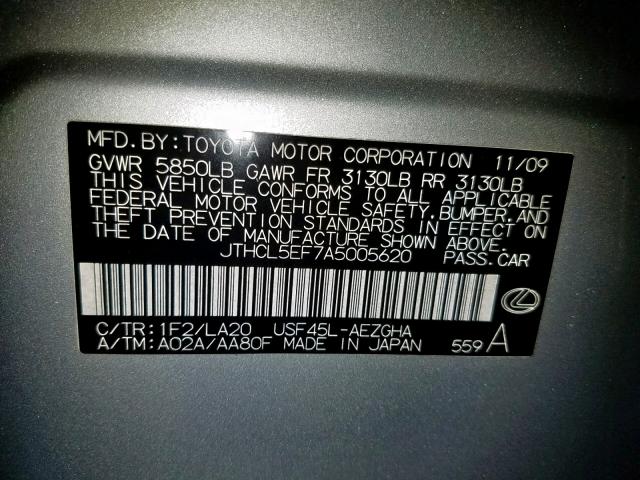 MFD. BY: TOYOTA MOTOR CORPORATION 11/09
GVWR 5850LB GAWR FR 3130LB RR 3130LB
THIS VEHICLE CONFORMS TO ALL APPLICABLE
FEDERAL MOTOR VEHICLE SAFETY, BUMPER, AND
THEFT PREVENTION STANDARDS IN EFFECT ON
THE DATE OF MANUFACTURE SHOWN ABOVE.
JTHCL5EF7A5005620 PASS. CAR
C/TR: 1F2/LA20 USF45L-AEZGHA
A/TM: A02A/AA80F MADE IN JAPAN 559 A